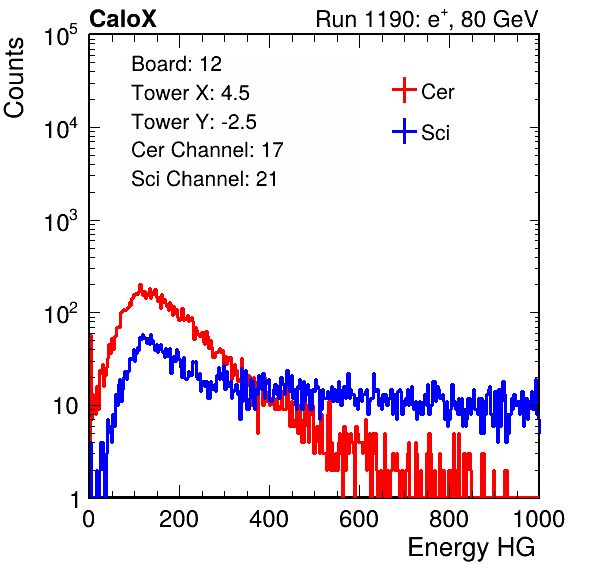 CaloX Run 1190: e⁺, 80 GeV
Counts
Board: 12
Tower X: 4.5
Tower Y: -2.5
Cer Channel: 17
Sci Channel: 21
Cer
Sci
10⁵
10⁴
10³
10²
10
1
0 200 400 600 800 1000
Energy HG